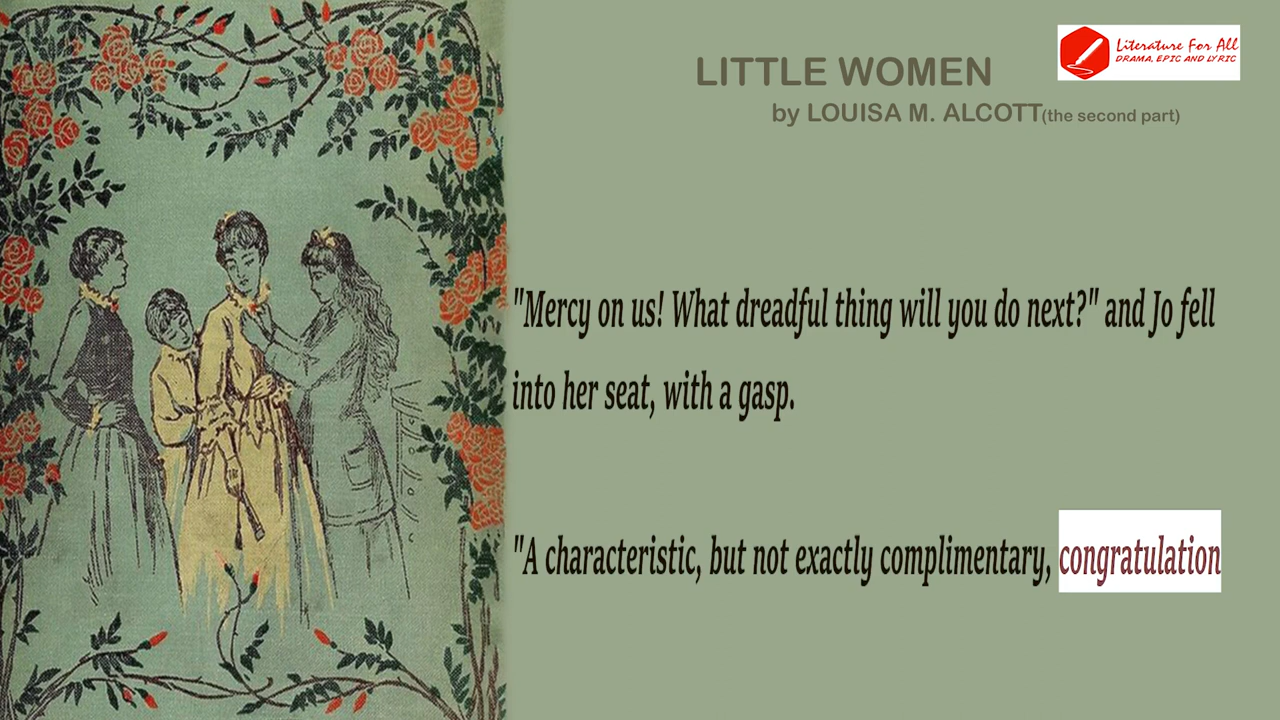 LITTLE WOMEN
by LOUISA M. ALCOTT(the second part)
Literature For All
DRAMA, EPIC AND LYRIC
"Mercy on us! What dreadful thing will you do next?" and Jo fell
into her seat, with a gasp.
"A characteristic, but not exactly complimentary, congratulation